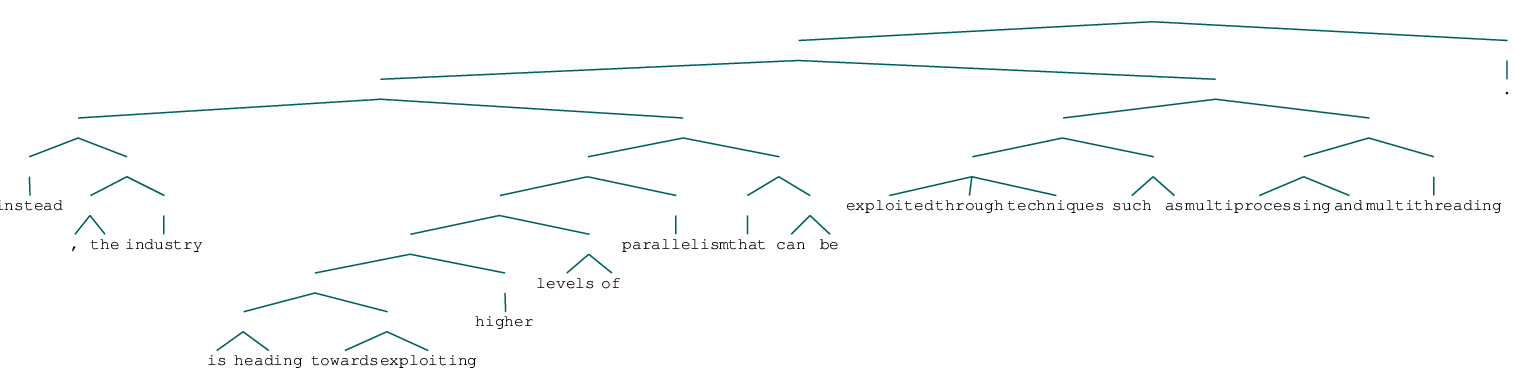 .
instead exploited through techniques such as multiprocessing and multithreading
, the industry parallelism that can be
levels of
higher
is heading towards exploiting